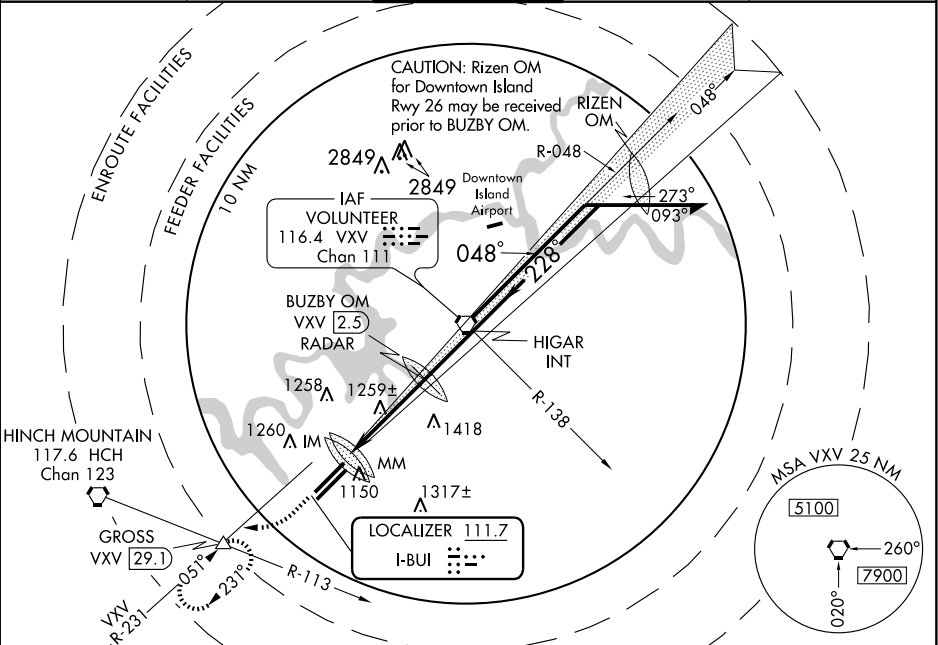 ENROUTE FACILITIES
FEEDER FACILITIES
10 NM
CAUTION: Rizen OM
for Downtown Island
Rwy 26 may be received
prior to BUZBY OM.
RIZEN
OM
048°
R-048
2849
2849
Downtown
Island
Airport
273°
093°
IAF
VOLUNTEER
116.4 VXV
Chan 111
048°
228°
BUZBY OM
VXV 2.5
RADAR
HIGAR
INT
R-138
1258
1259±
1418
1260
IM
MM
1150
1317±
HINCH MOUNTAIN
117.6 HCH
Chan 123
GROSS
VXV 29.1
051°
231°
R-113
VXV
R-231
LOCALIZER 111.7
I-BUI
MSA VXV 25 NM
5100
260°
7900
020°